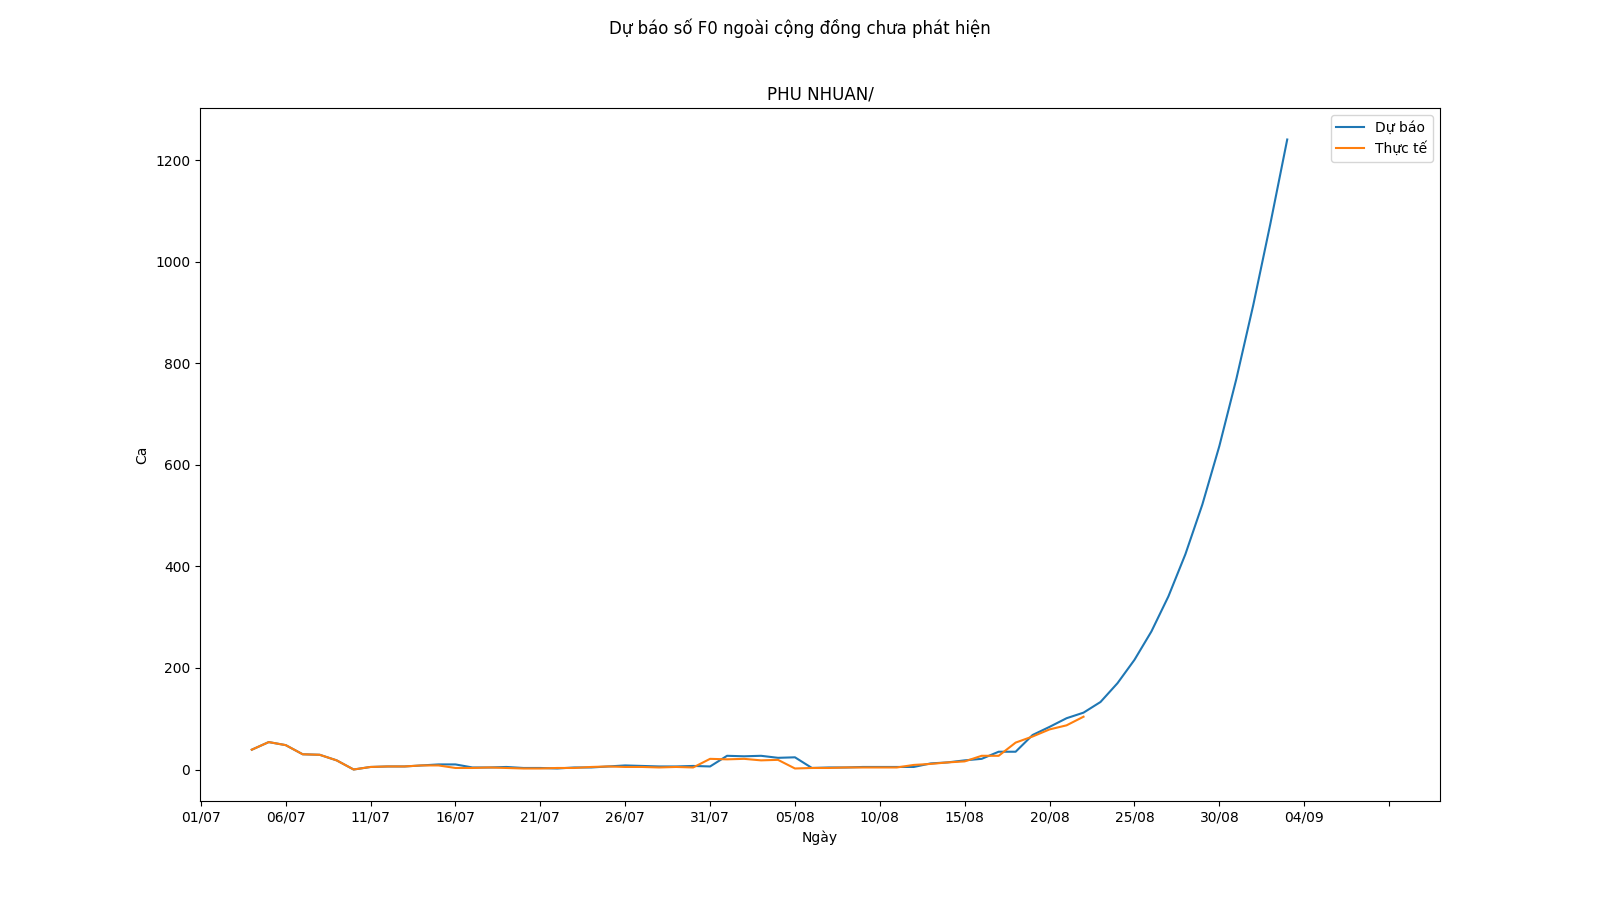 Dự báo số F0 ngoài cộng đồng chưa phát hiện
PHU NHUAN/
Dự báo
Thực tế
1200
1000
800
600
400
200
0
Ca
01/07 06/07 11/07 16/07 21/07 26/07 31/07 05/08 10/08 15/08 20/08 25/08 30/08 04/09
Ngày